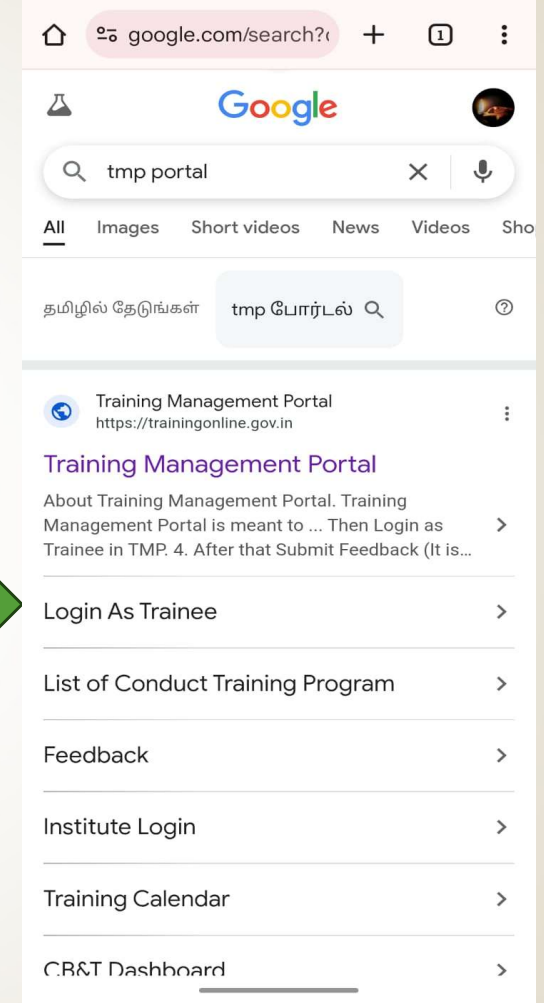 google.com/search?
1
Google
tmp portal
All Images Short videos News Videos Sho
தமிழில் தேடுங்கள் tmp போர்டல்
Training Management Portal
https://trainingonline.gov.in
Training Management Portal
About Training Management Portal. Training
Management Portal is meant to ... Then Login as
Trainee in TMP. 4. After that Submit Feedback (It is...
Login As Trainee
List of Conduct Training Program
Feedback
Institute Login
Training Calendar
CB&T Dashboard